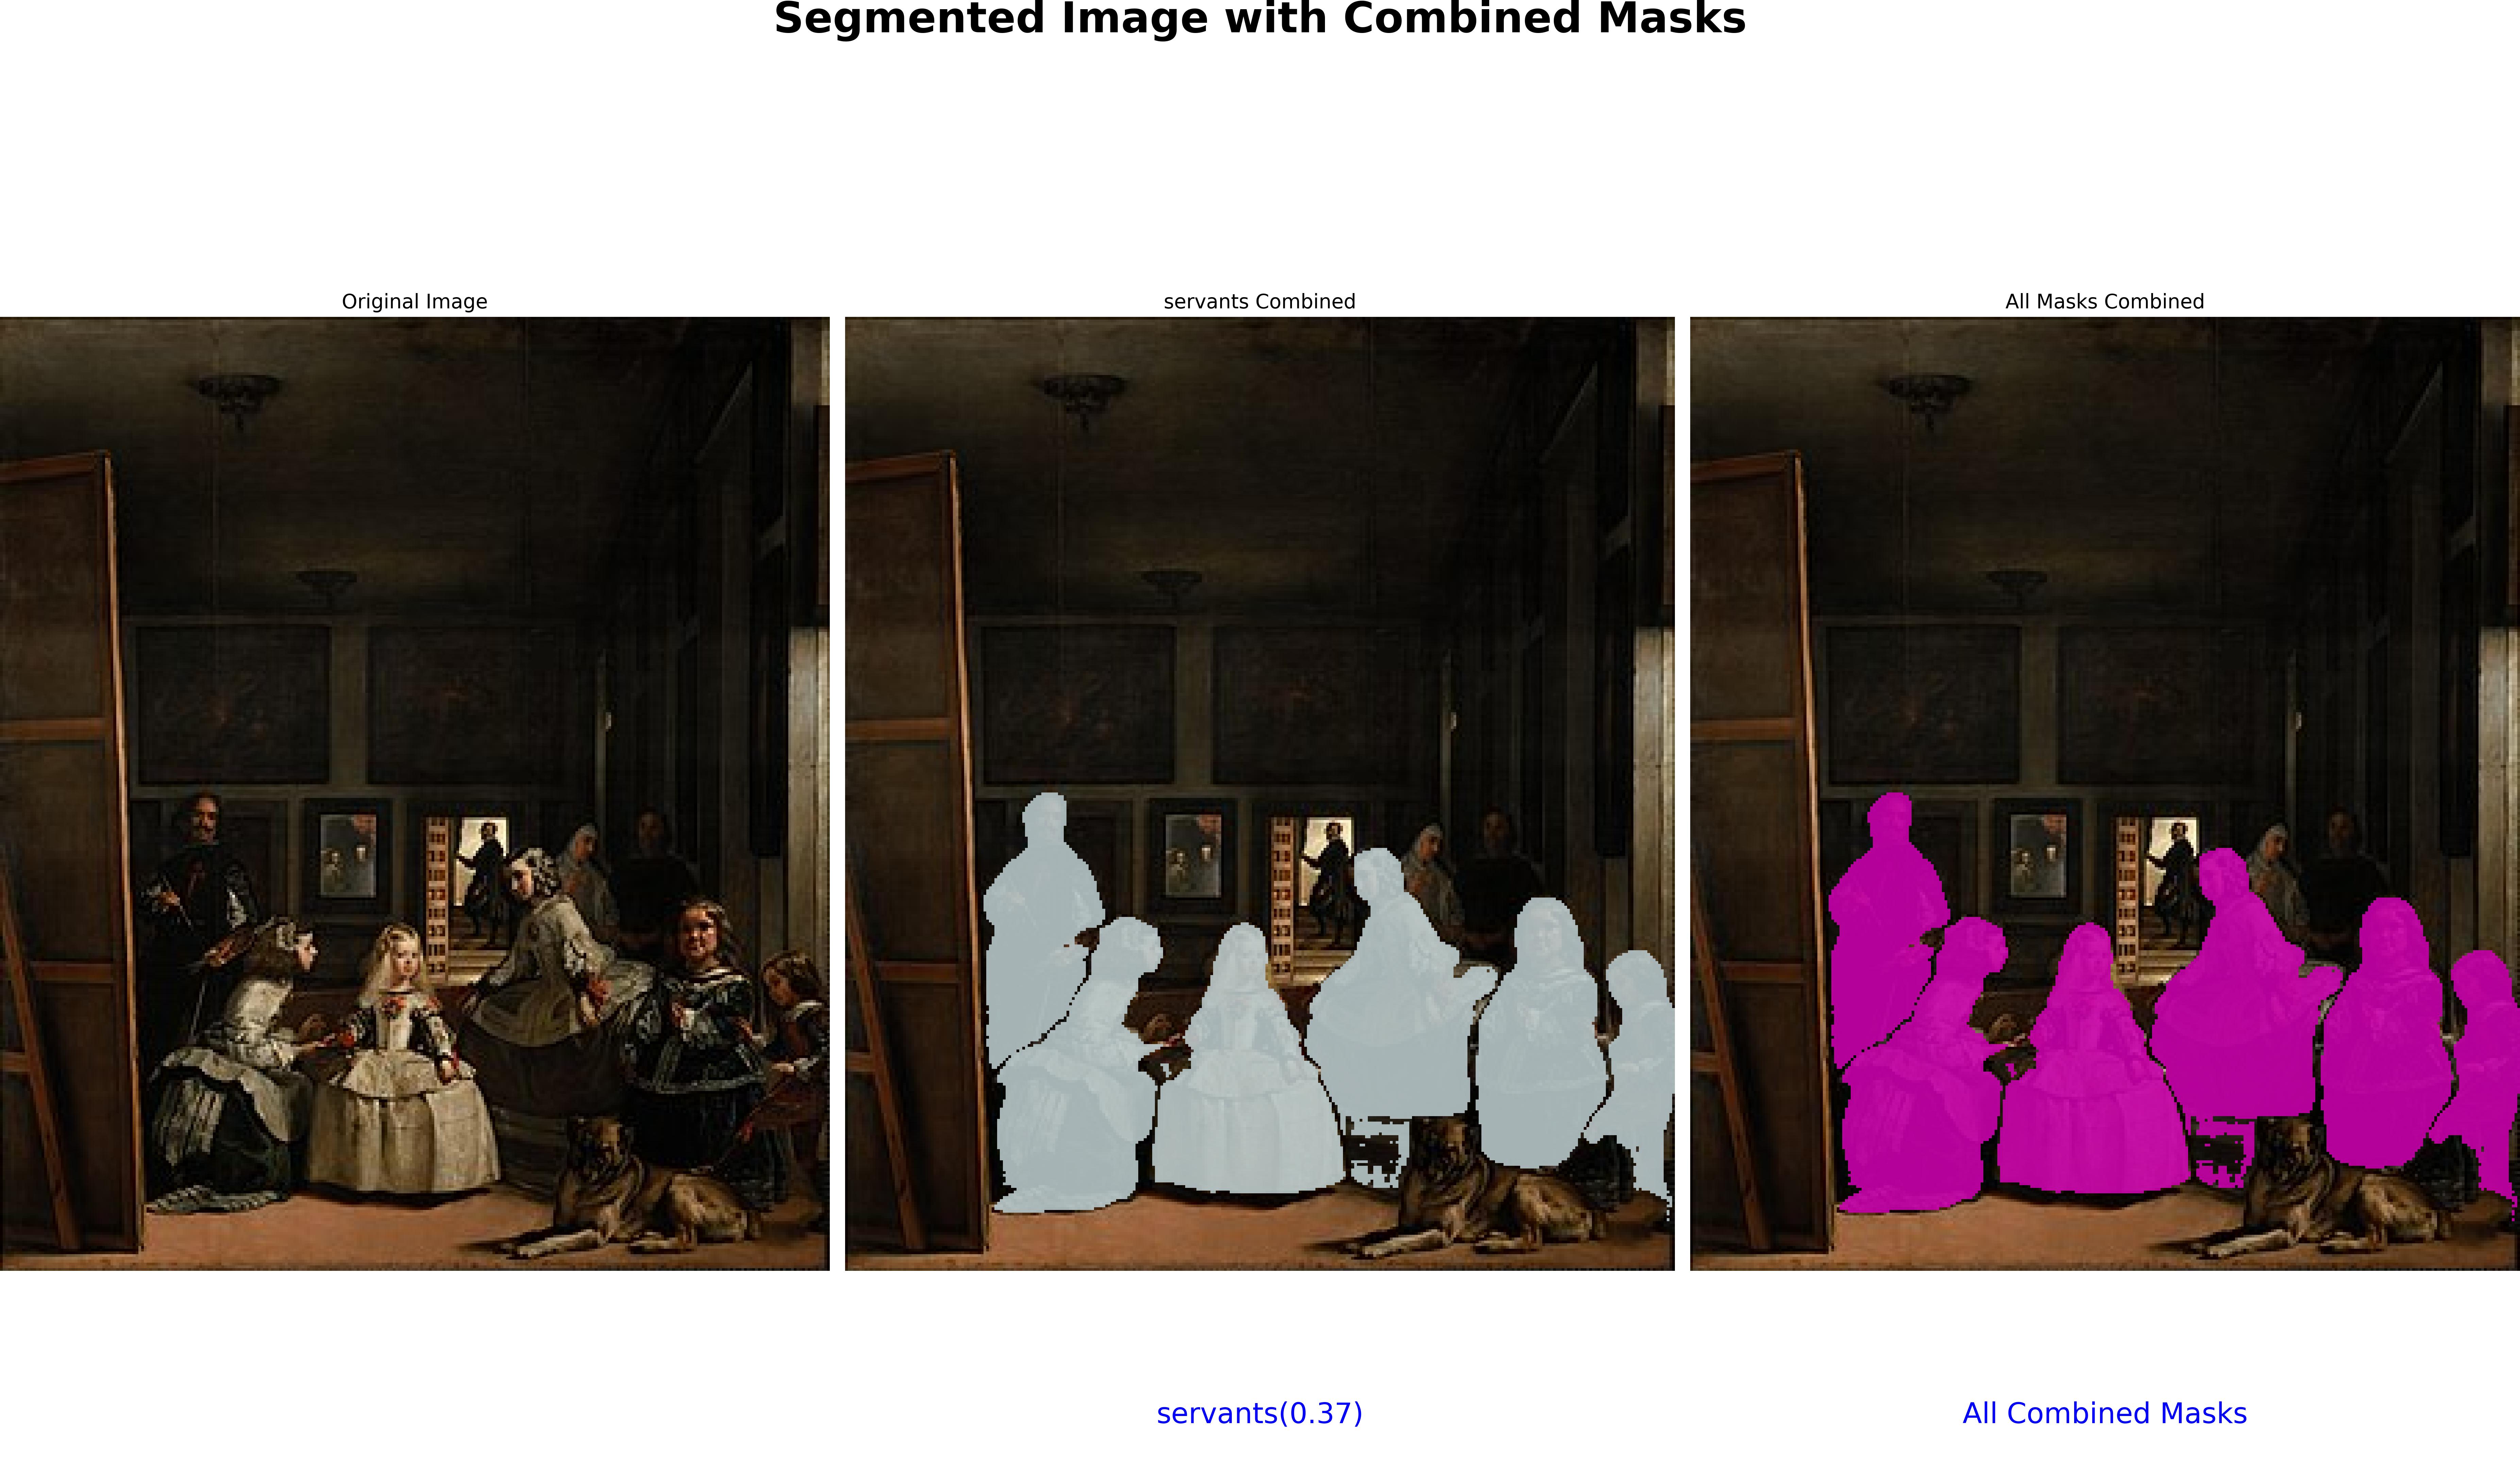 Segmented Image with Combined Masks
Original Image
servants Combined
All Masks Combined
servants(0.37)
All Combined Masks